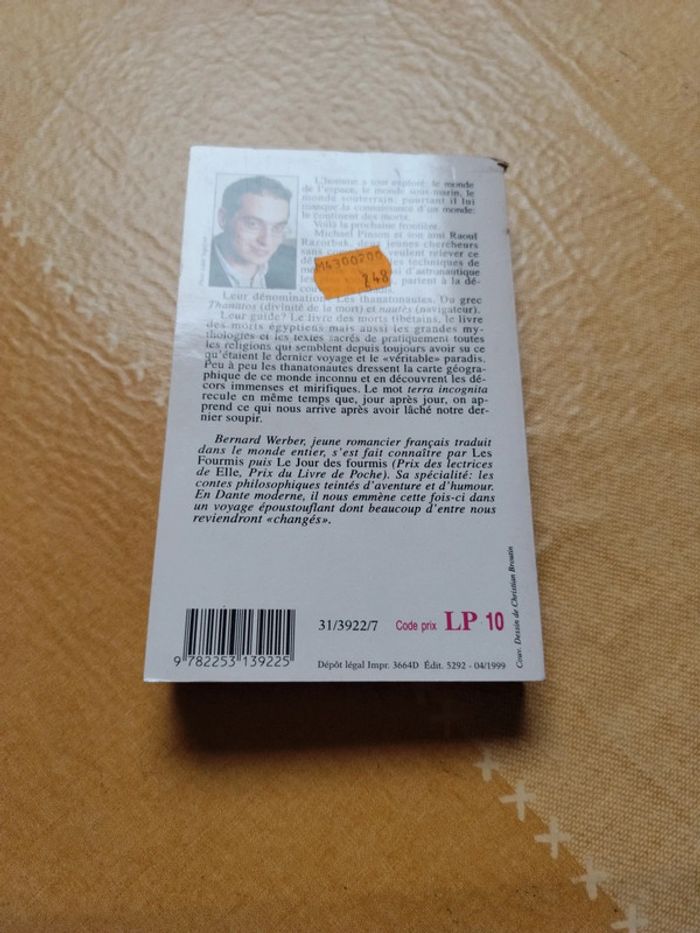 L'homme a tout exploré: le monde
de l'espace, le monde sous-marin, le
monde souterrain; pourtant il lui
manque la connaissance d'un monde:
le continent des morts.
Voilà la prochaine frontière.
Michael Pinson et son ami Raoul
Razorbak, deux jeunes chercheurs
sans veulent relever ce
techniques de
d'astronautique
partent à la dé-
Leur dénomination? Les thanatonautes. Du grec
Thanatos (divinité de la mort) et nautès (navigateur).
Leur guide? Le livre des morts tibétains, le livre
des morts égyptiens mais aussi les grandes my-
thologies et les textes sacrés de pratiquement toutes
les religions qui semblent depuis toujours avoir su ce
qu'étaient le dernier voyage et le «véritable» paradis.
Peu à peu les thanatonautes dressent la carte géogra-
phique de ce monde inconnu et en découvrent les dé-
cors immenses et mirifiques. Le mot terra incognita
recule en même temps que, jour après jour, on ap-
prend ce qui nous arrive après avoir lâché notre der-
nier soupir.
Bernard Werber, jeune romancier français traduit
dans le monde entier, s'est fait connaître par Les
Fourmis puis Le Jour des fourmis (Prix des lectrices
de Elle, Prix du Livre de Poche). Sa spécialité: les
contes philosophiques teintés d'aventure et d'humour.
En Dante moderne, il nous emmène cette fois-ci dans
un voyage époustouflant dont beaucoup d'entre nous
reviendront «changés».
31/3922/7 Code prix LP 10
9 782253 139225
Dépôt légal Impr. 3664D Édit. 5292 - 04/1999
Couv. Dessin de Christian Broutin